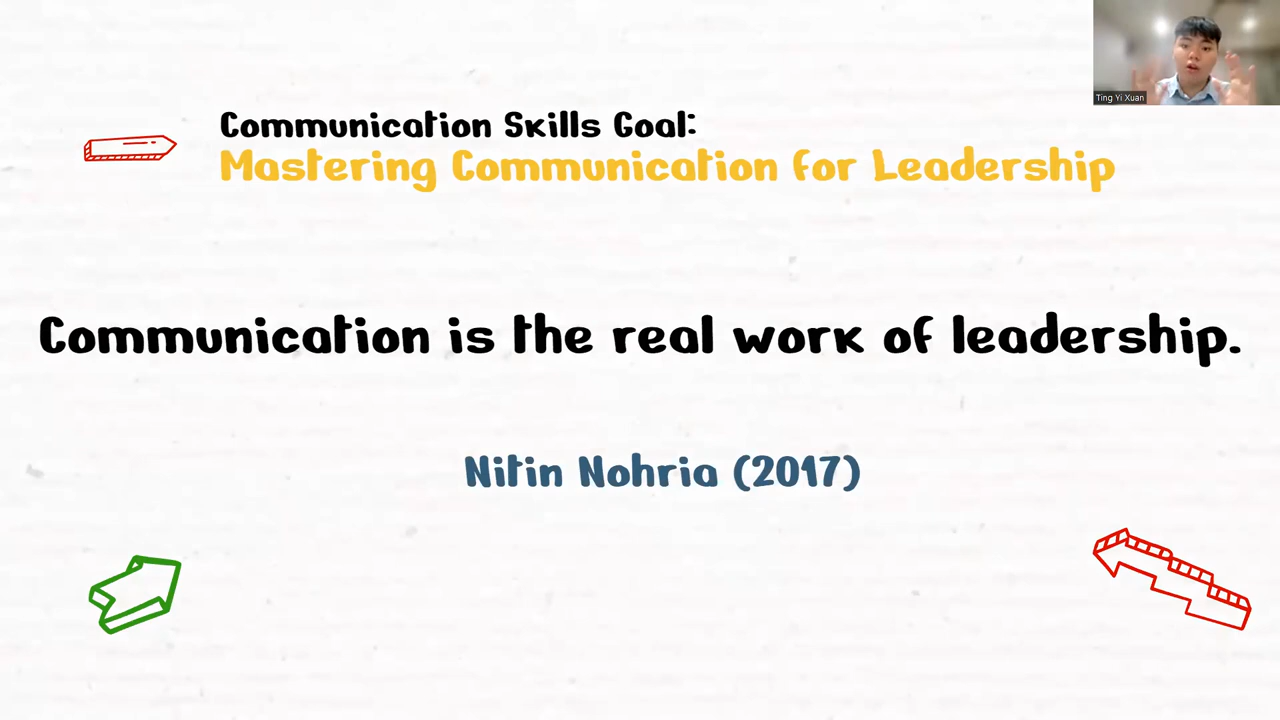 Ting Yi Xuan
Communication Skills Goal:
Mastering Communication for Leadership
Communication is the real work of leadership.
Nitin Nohria (2017)